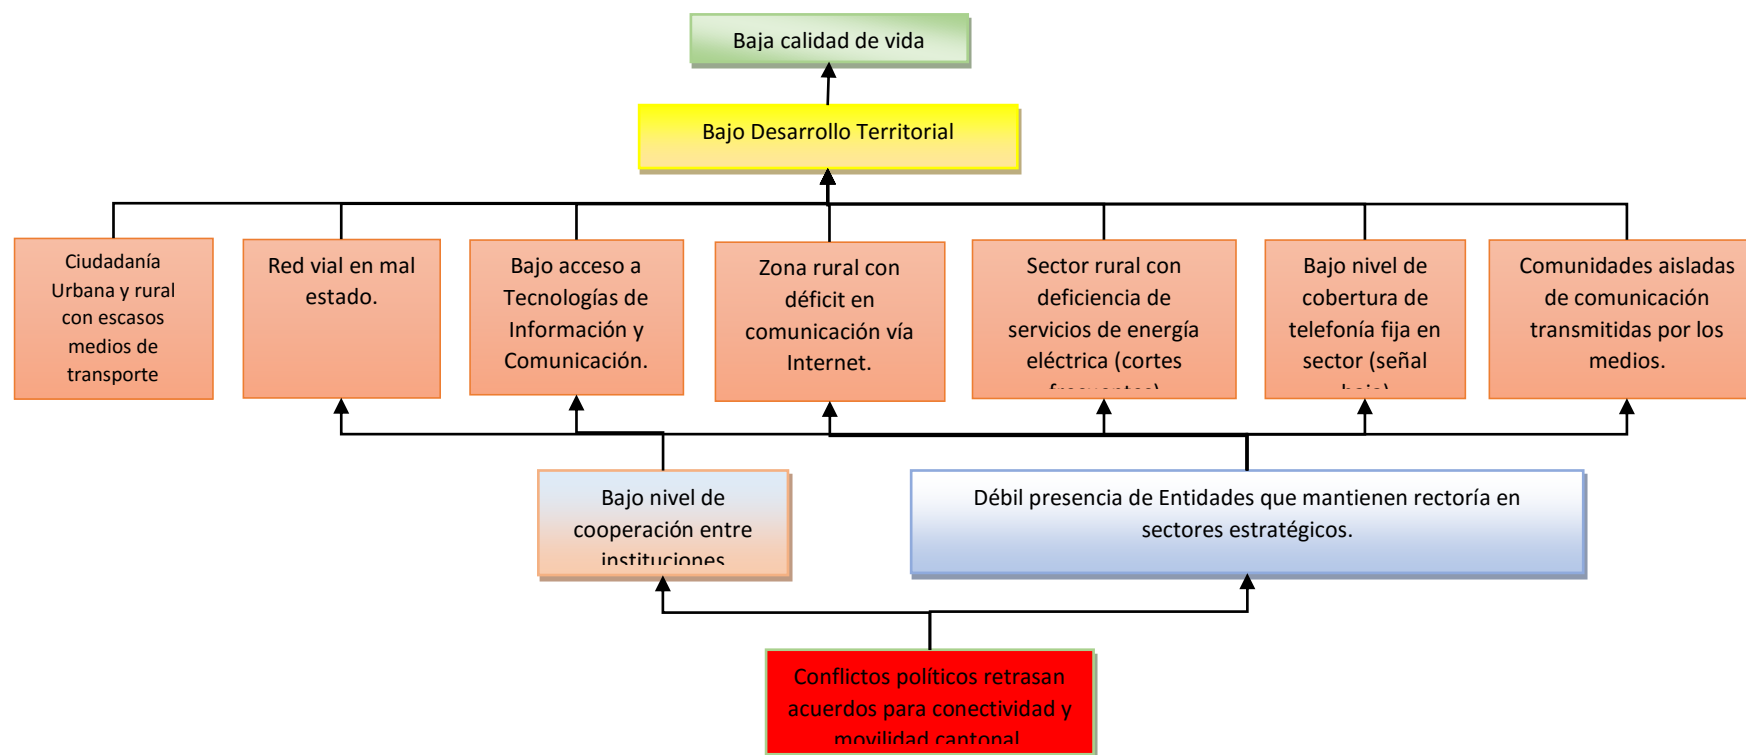 Baja calidad de vida
Bajo Desarrollo Territorial
Ciudadanía
Urbana y rural
con escasos
medios de
transporte
Red vial en mal
estado.
Bajo acceso a
Tecnologías de
Información y
Comunicación.
Zona rural con
déficit en
comunicación vía
Internet.
Sector rural con
deficiencia de
servicios de energía
eléctrica (cortes
frecuentes)
Bajo nivel de
cobertura de
telefonía fija en
sector (señal
baja)
Comunidades aisladas
de comunicación
transmitidas por los
medios.
Bajo nivel de
cooperación entre
instituciones
Débil presencia de Entidades que mantienen rectoría en
sectores estratégicos.
Conflictos políticos retrasan
acuerdos para conectividad y
movilidad cantonal